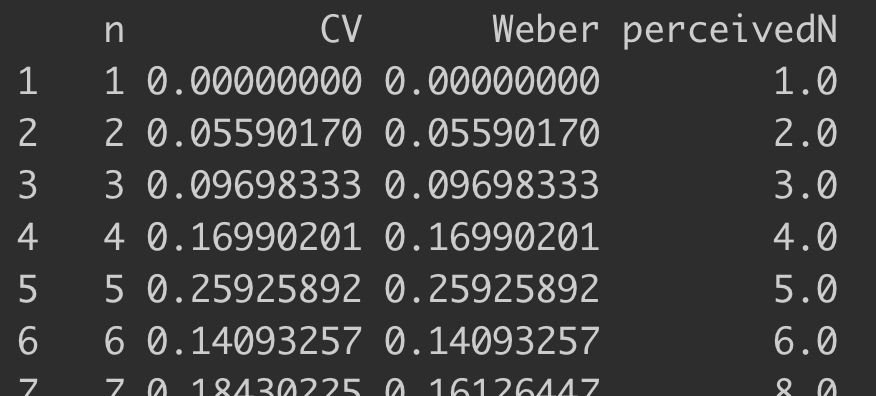 n CV Weber perceivedN
1 1 0.00000000 0.00000000 1.0
2 2 0.05590170 0.05590170 2.0
3 3 0.09698333 0.09698333 3.0
4 4 0.16990201 0.16990201 4.0
5 5 0.25925892 0.25925892 5.0
6 6 0.14093257 0.14093257 6.0
7 7 0.18430225 0.16126447 8.0